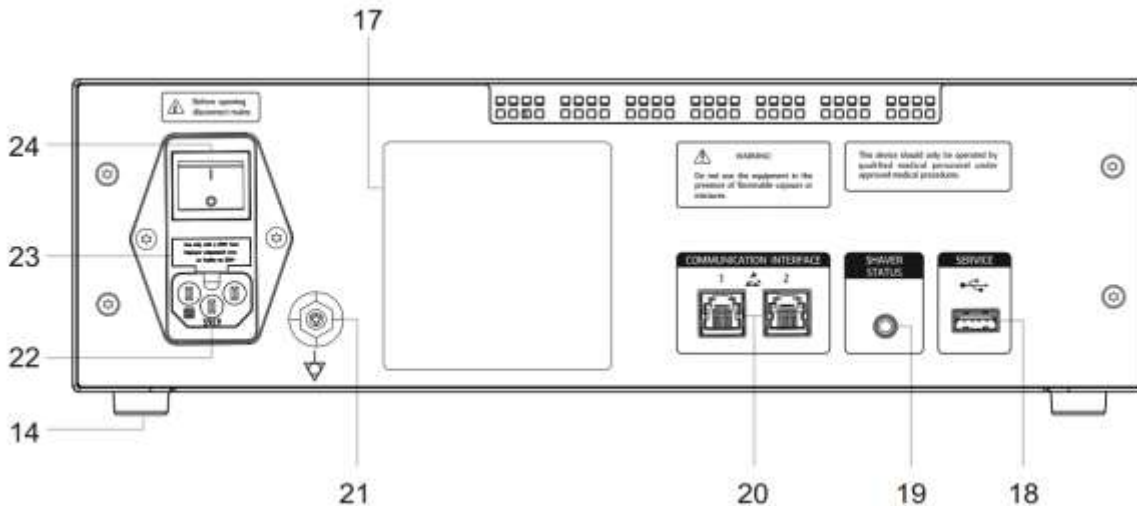 17
Before opening
disconnect mains
24
WARNING:
Do not use the equipment in the
presence of flammable vapours or
mixtures.
This device should only be operated by
qualified medical personnel under
approved medical procedures.
23
COMMUNICATION INTERFACE
1 2
SHAVER
STATUS
SERVICE
22
14
21
20
19
18